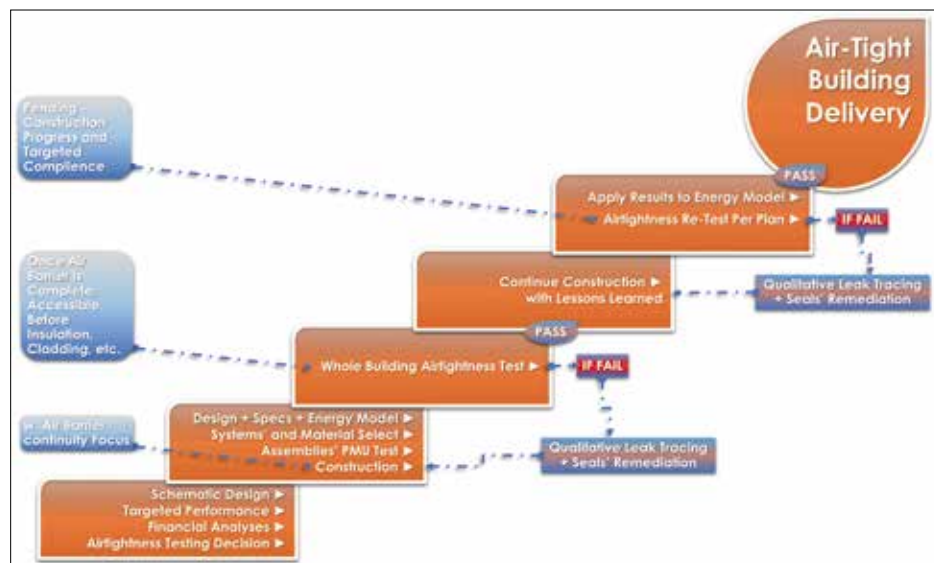 Air-Tight
Building
Delivery
Pending -
Construction
Progress and
Targeted
Complience
PASS
Apply Results to Energy Model ►
Airtightness Re-Test Per Plan ►
IF FAIL
Once Air
Barrier is
Complete,
Accessible,
Before
Insulation,
Cladding, etc.
Continue Construction ►
with Lessons Learned
Qualitative Leak Tracing
+ Seals' Remediation
PASS
Whole Building Airtightness Test ►
IF FAIL
Air Barrier
continuity Focus
Design + Specs + Energy Model ►
Systems' and Material Select ►
Assemblies' PMU Test ►
Construction ►
Qualitative Leak Tracing
+ Seals' Remediation
Schematic Design ►
Targeted Performance ►
Financial Analyses ►
Airtightness Testing Decision ►